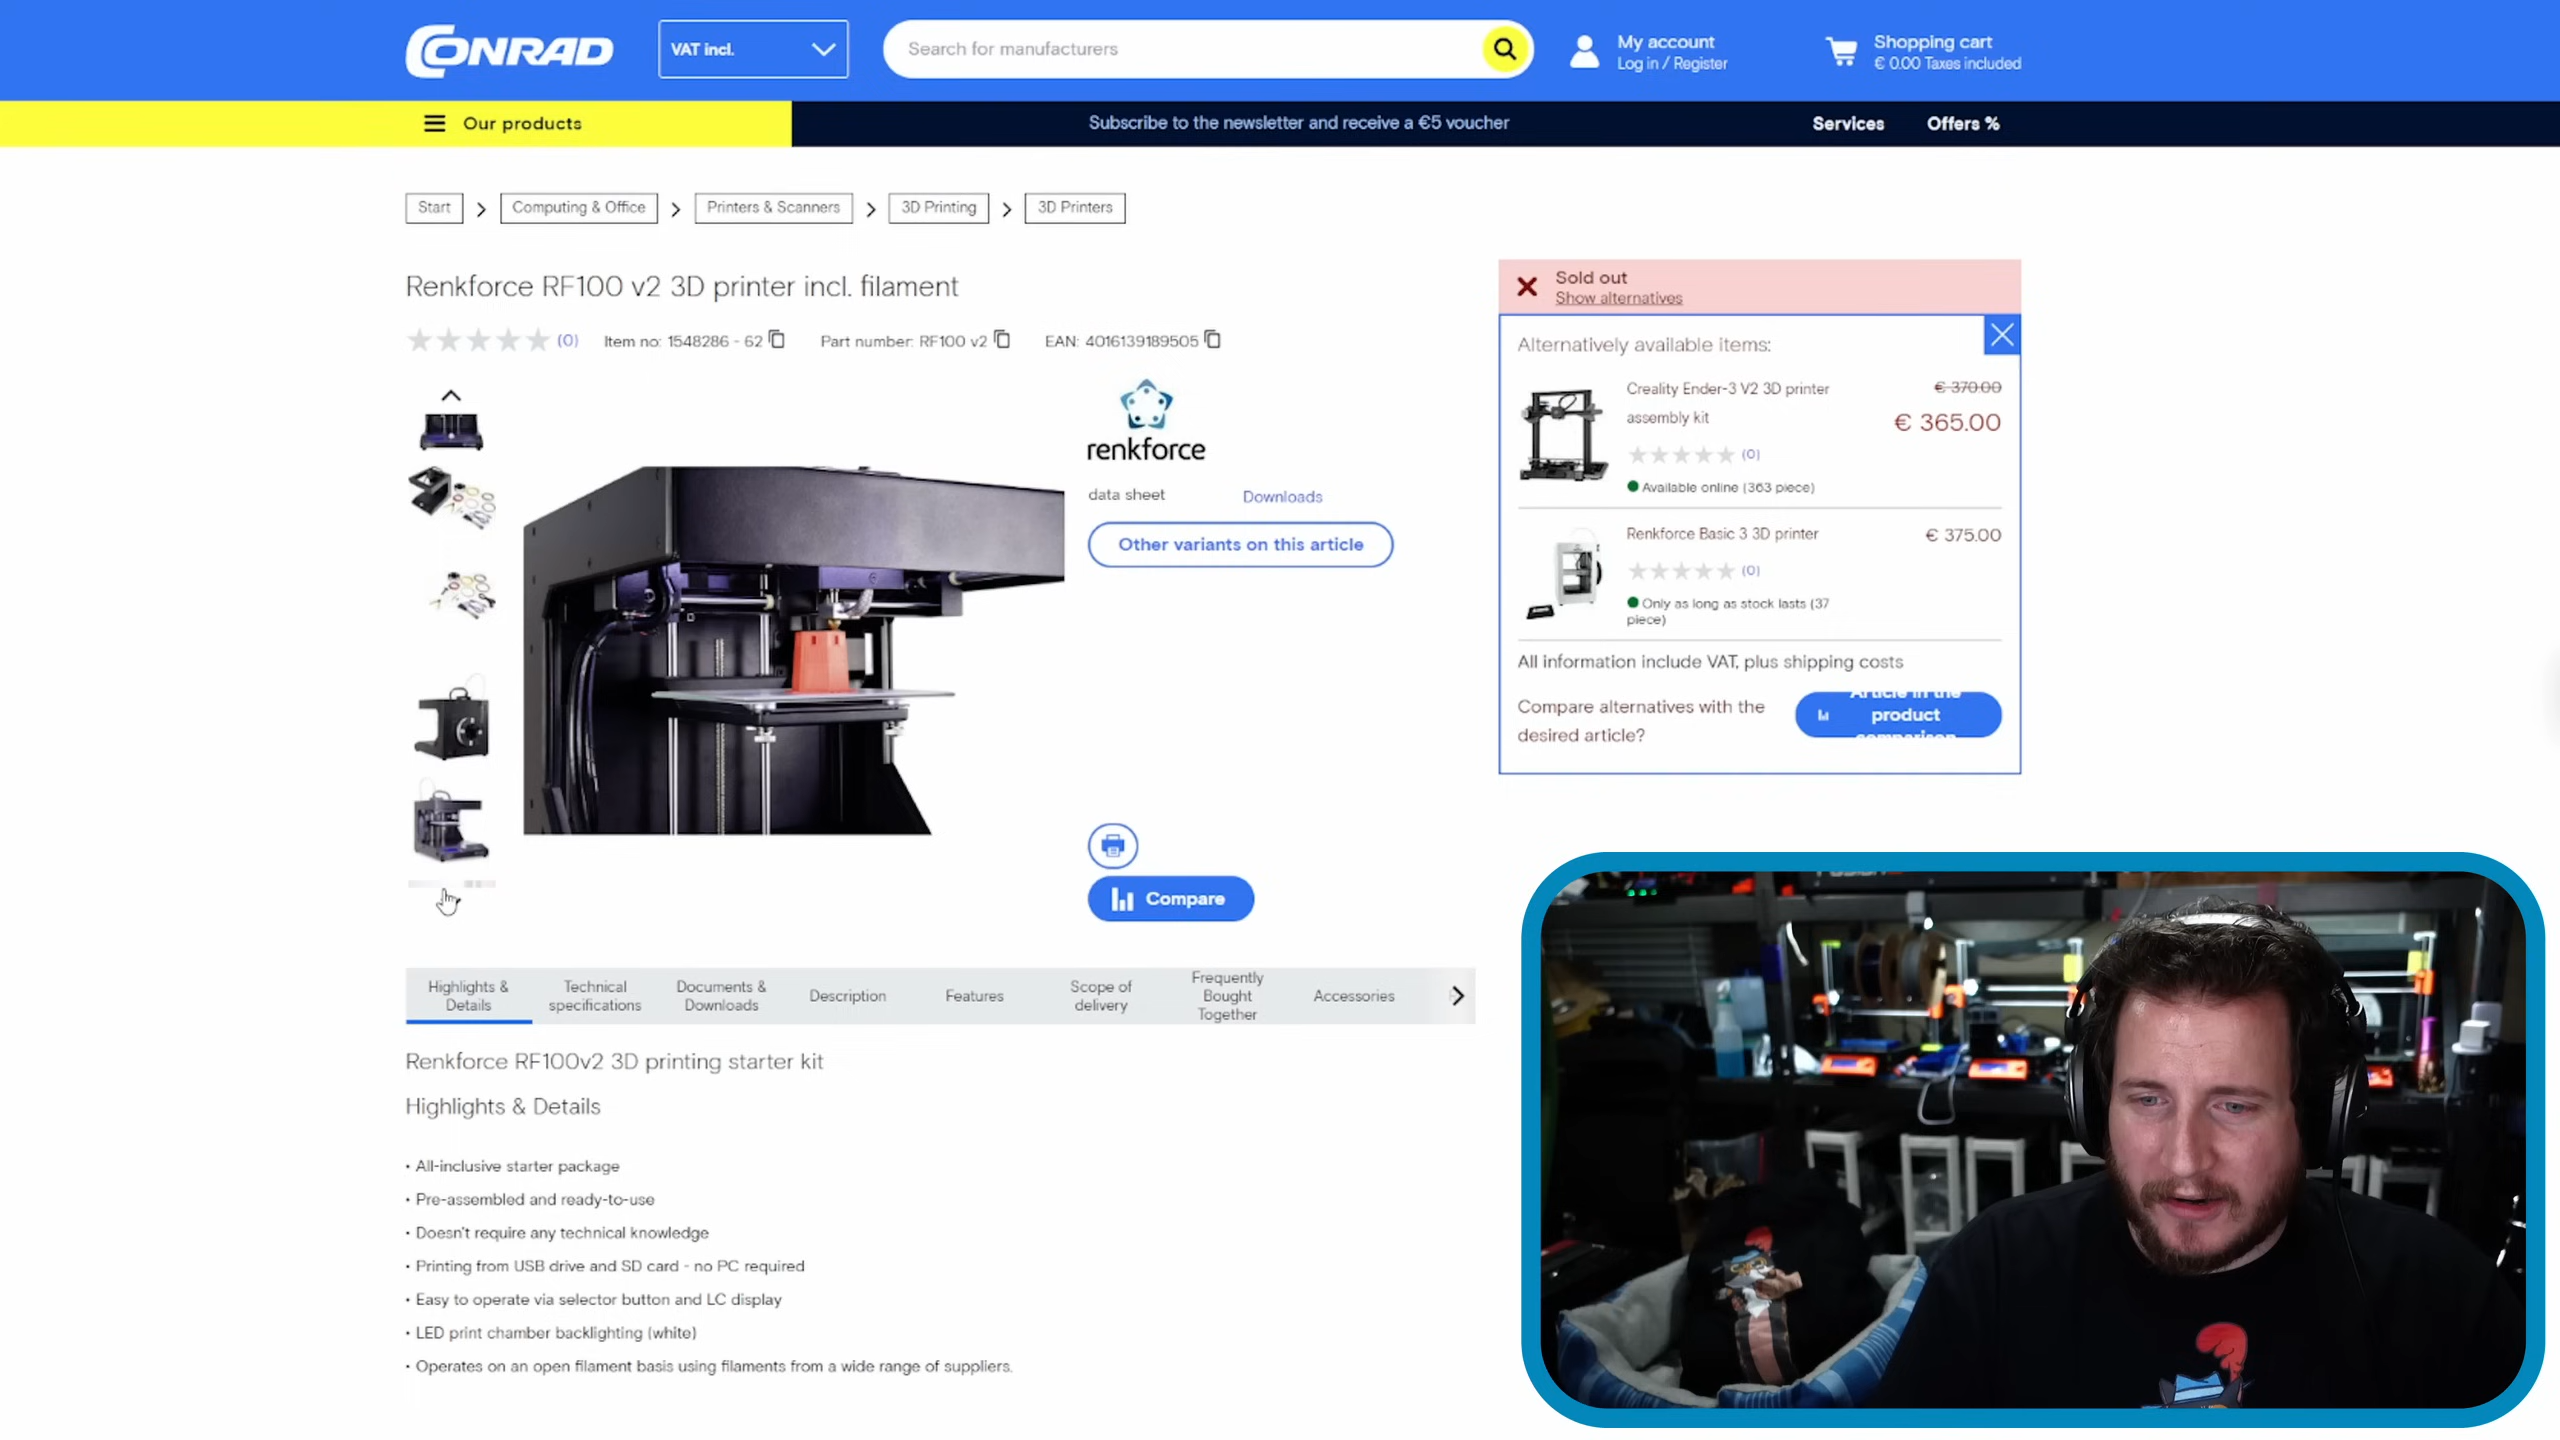 CONRAD
VAT incl.
Search for manufacturers
My account
Log in / Register
Shopping cart
€ 0.00 Taxes included
Our products
Subscribe to the newsletter and receive a €5 voucher
Services
Offers %
Start
Computing & Office
Printers & Scanners
3D Printing
3D Printers
Renkforce RF100 v2 3D printer incl. filament
(0)
Item no: 1548286 - 62
Part number: RF100 v2
EAN: 4016139189505
renkforce
data sheet
Downloads
Other variants on this article
Compare
Sold out
Show alternatives
Alternatively available items:
Creality Ender-3 V2 3D printer
assembly kit
€ 370.00
€ 365.00
(0)
Available online (363 piece)
Renkforce Basic 3 3D printer
€ 375.00
(0)
Only as long as stock lasts (37
piece)
All information include VAT, plus shipping costs
Compare alternatives with the
desired article?
Article in the
product
comparison
Highlights &
Details
Technical
specifications
Documents &
Downloads
Description
Features
Scope of
delivery
Frequently
Bought
Together
Accessories
Renkforce RF100v2 3D printing starter kit
Highlights & Details
• All-inclusive starter package
• Pre-assembled and ready-to-use
• Doesn't require any technical knowledge
• Printing from USB drive and SD card - no PC required
• Easy to operate via selector button and LC display
• LED print chamber backlighting (white)
• Operates on an open filament basis using filaments from a wide range of suppliers.